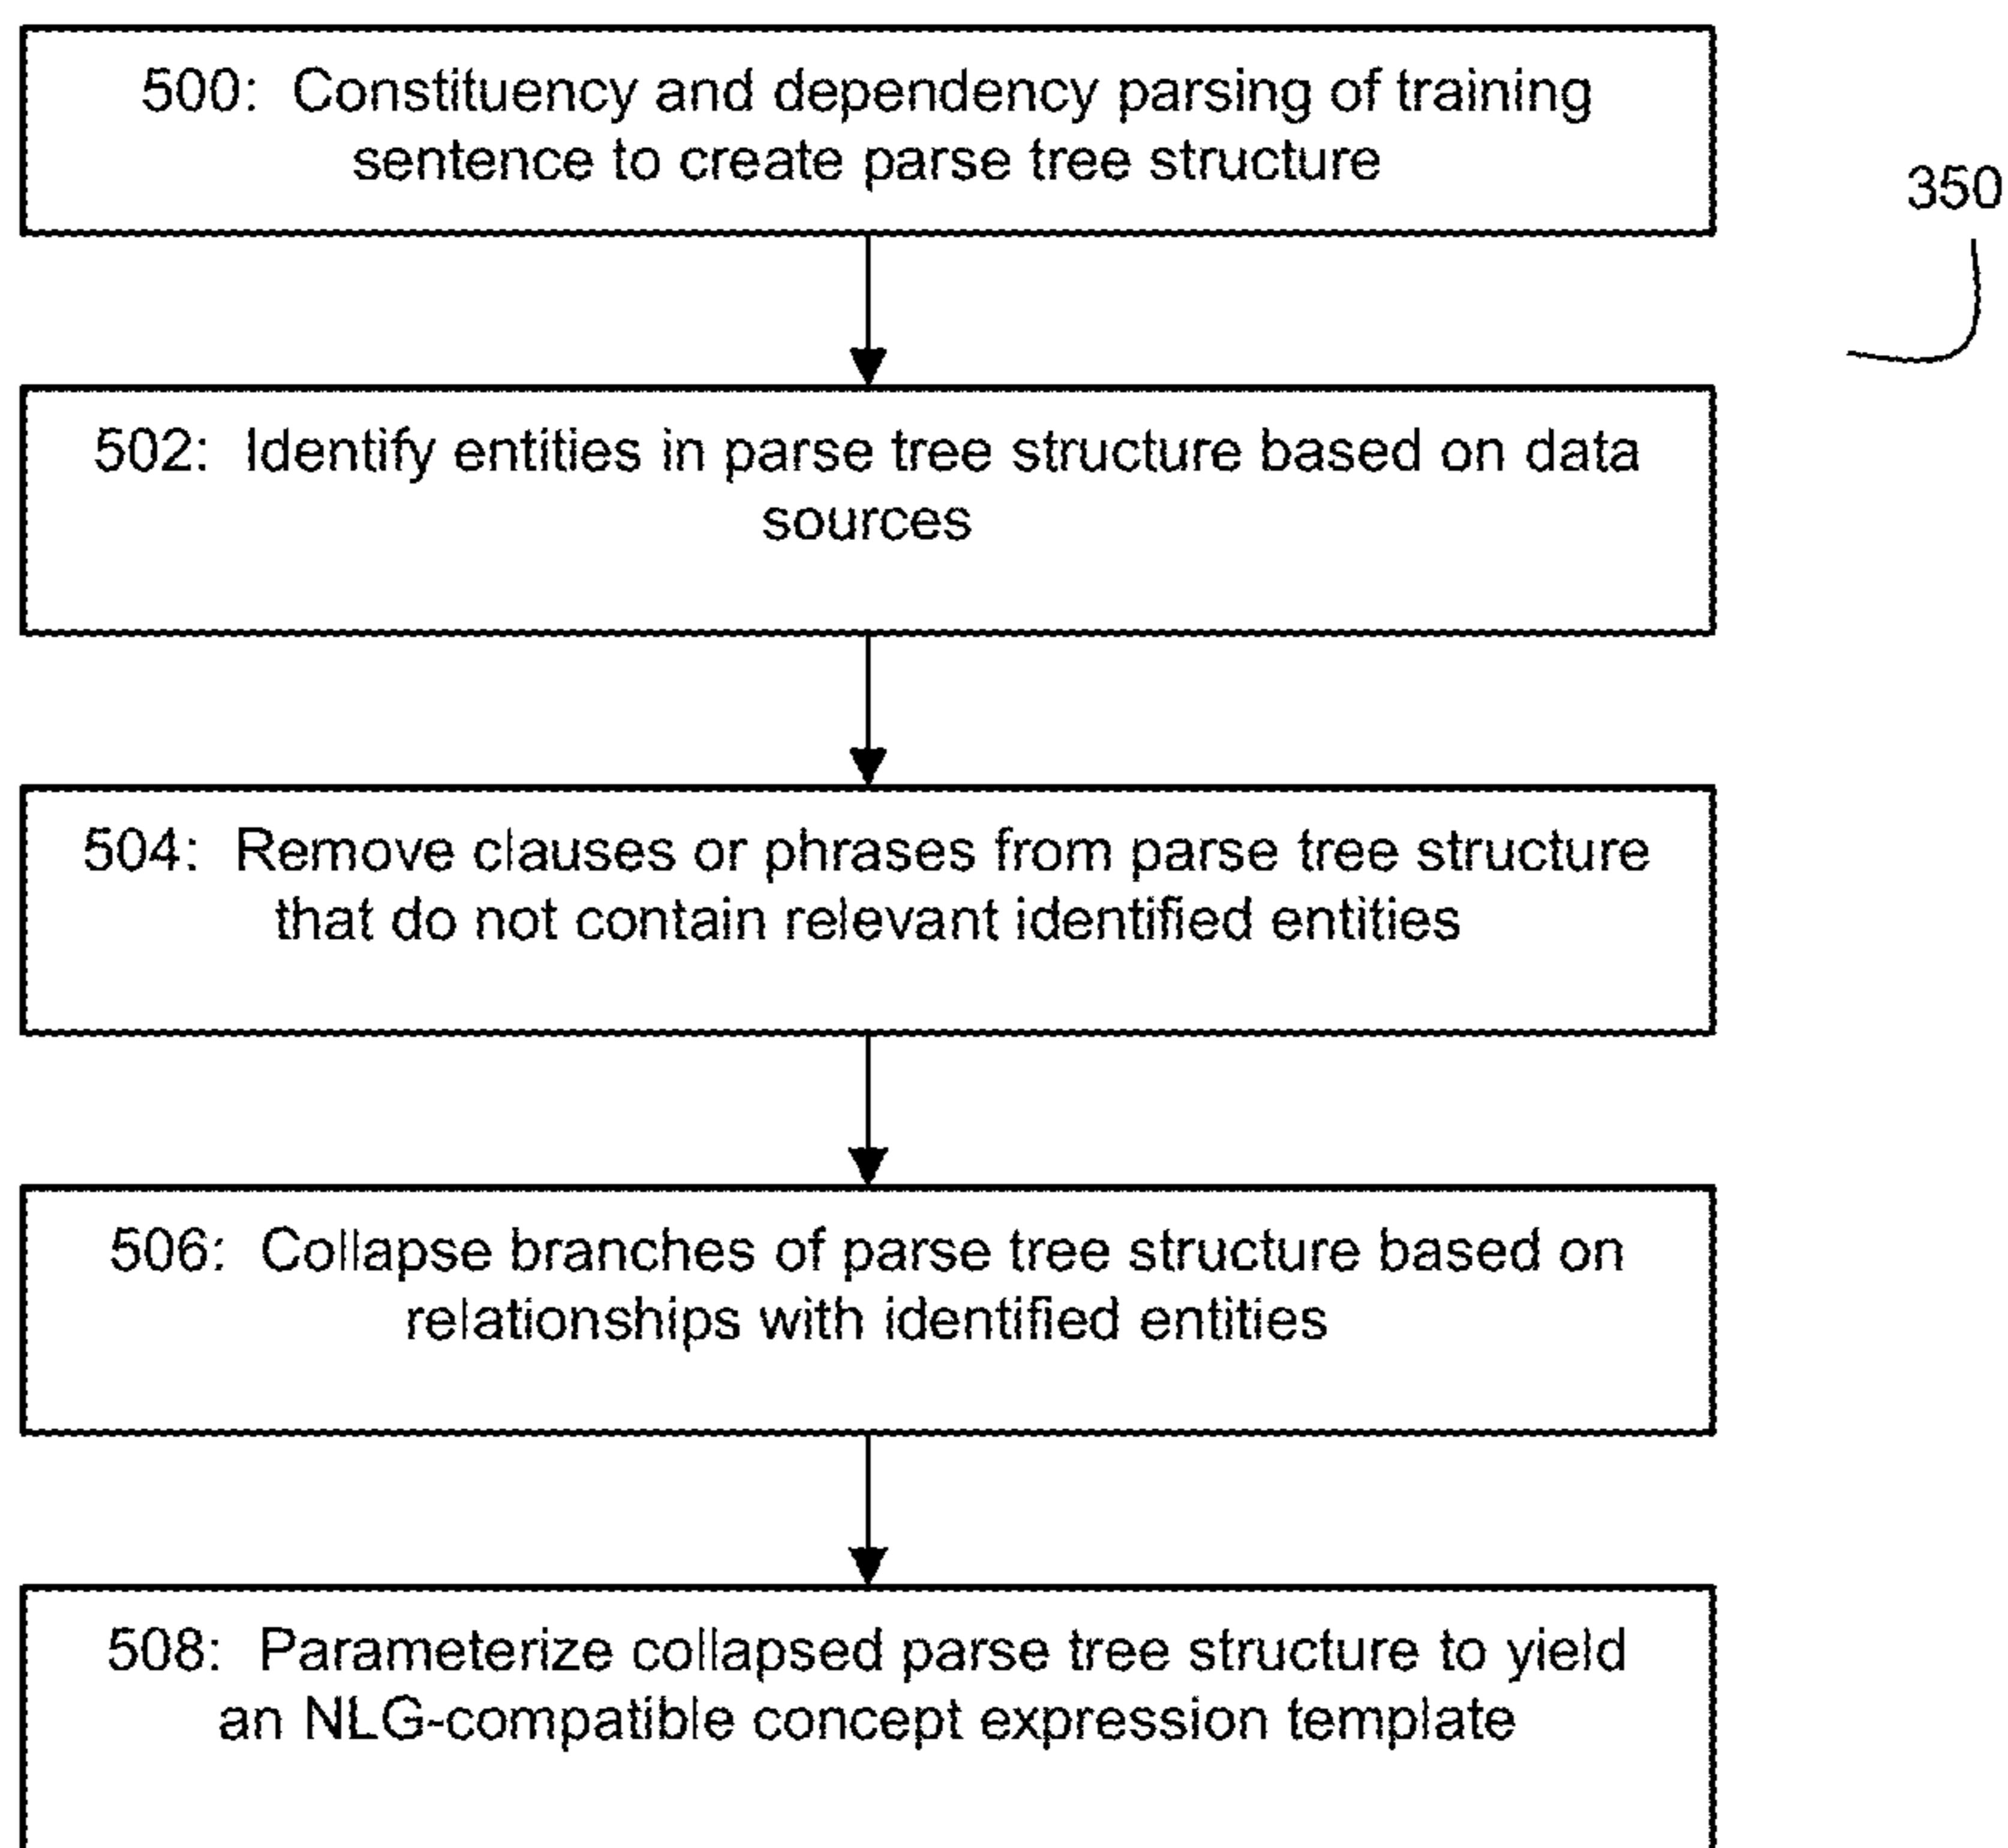 500:  Constituency and dependency parsing of training
sentence to create parse tree structure
350
502:  Identify entities in parse tree structure based on data
sources
504:  Remove clauses or phrases from parse tree structure
that do not contain relevant identified entities
506:  Collapse branches of parse tree structure based on
relationships with identified entities
508:  Parameterize collapsed parse tree structure to yield
an NLG-compatible concept expression template